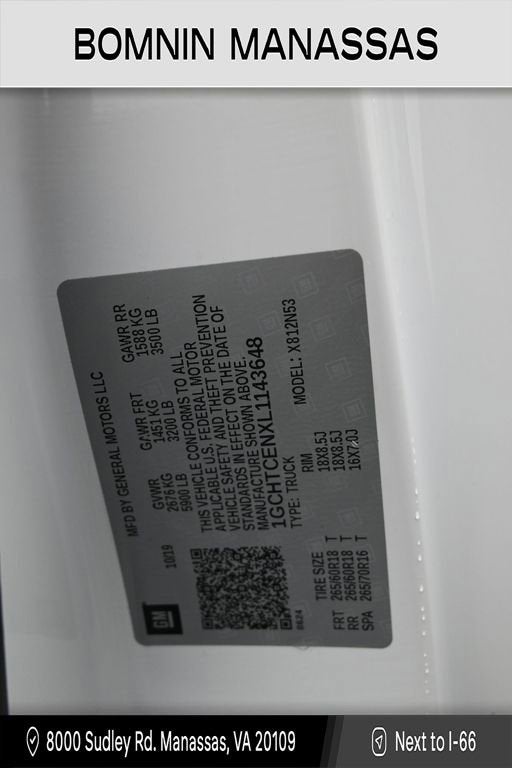 BOMNIN MANASSAS
MFD BY GENERAL MOTORS LLC
10/19
GVWR GAWR FRT GAWR RR
2676 KG 1451 KG 1588 KG
5900 LB 3200 LB 3500 LB
THIS VEHICLE CONFORMS TO ALL
APPLICABLE U.S. FEDERAL MOTOR
VEHICLE SAFETY AND THEFT PREVENTION
STANDARDS IN EFFECT ON THE DATE OF
MANUFACTURE SHOWN ABOVE.
1GCHTCENXL1143648
TYPE: TRUCK MODEL: X812N53
GM
0624
TIRE SIZE RIM
FRT 265/60R18 T 18X8.5J
RR 265/60R18 T 18X8.5J
SPA 265/70R16 T 16X7.0J
8000 Sudley Rd. Manassas, VA 20109
Next to I-66